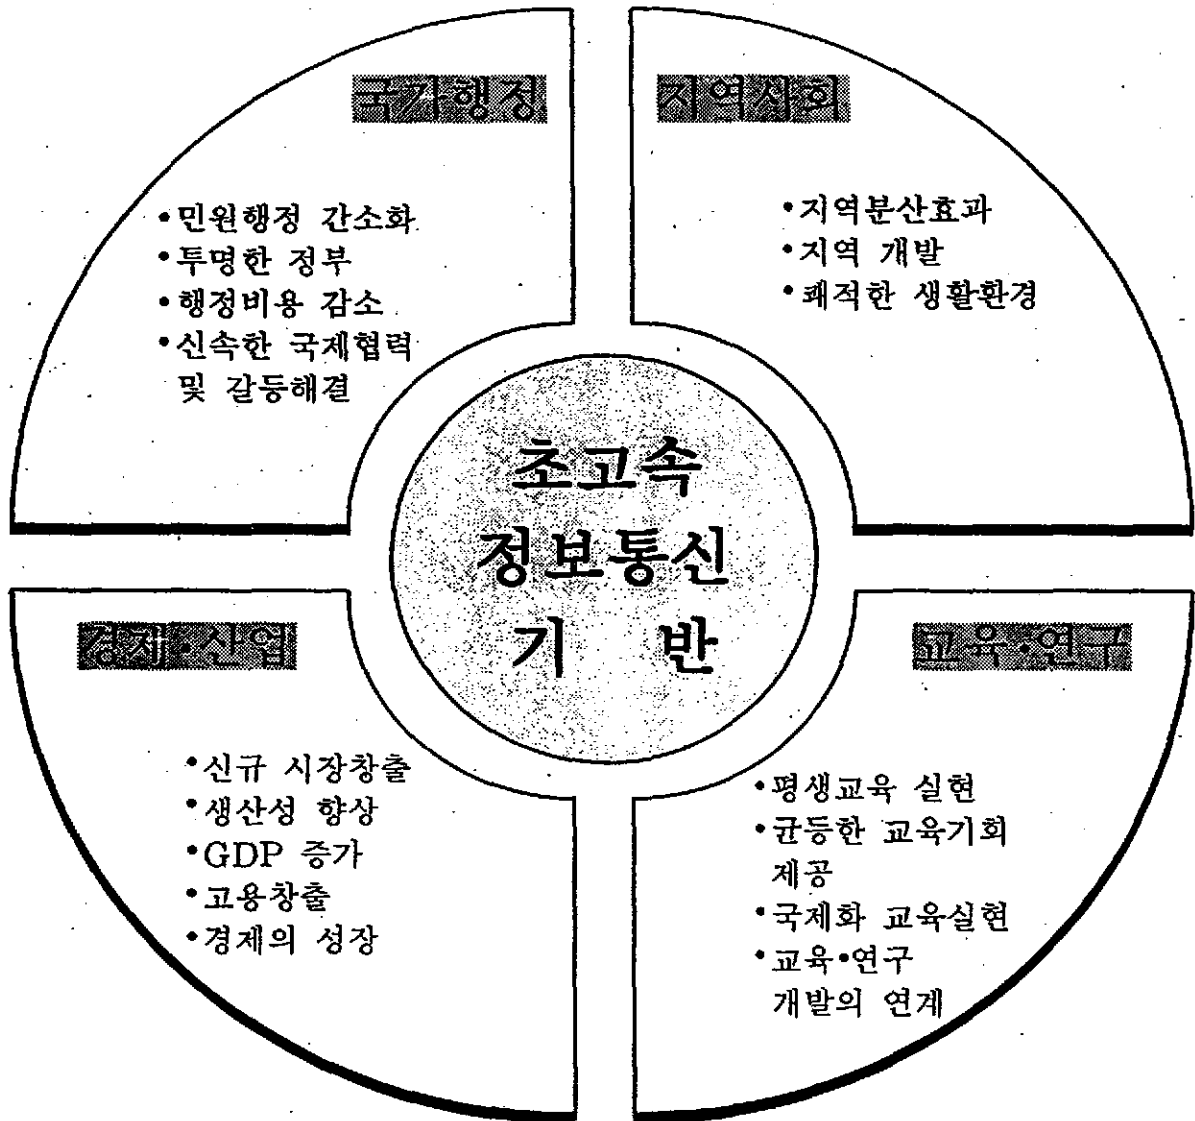 국가행정
•민원행정 간소화
•투명한 정부
•행정비용 감소
•신속한 국제협력
및 갈등해결
지역사회
•지역분산효과
•지역 개발
•쾌적한 생활환경
초고속
정보통신
기 반
경제·산업
•신규 시장창출
•생산성 향상
•GDP 증가
•고용창출
•경제의 성장
교육·연구
•평생교육 실현
•균등한 교육기회
제공
•국제화 교육실현
•교육•연구
개발의 연계